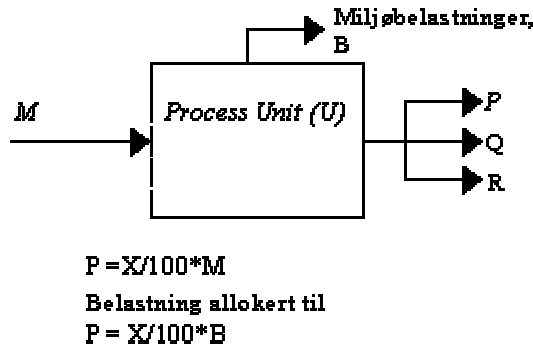 Miljøbelastninger,
B
M
Process Unit (U)
P
Q
R
P =X/100*M
Belastning allokert til
P = X/100*B